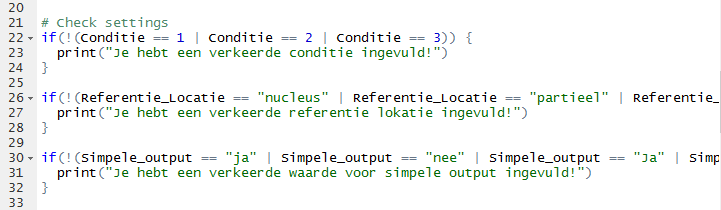 20
21 # Check settings
22 if(!(Conditie == 1 | Conditie == 2 | Conditie == 3)) {
23 print("Je hebt een verkeerde conditie ingevuld!")
24 }
25
26 if(!(Referentie_Locatie == "nucleus" | Referentie_Locatie == "partieel" | Referentie_
27 print("Je hebt een verkeerde referentie lokatie ingevuld!")
28 }
29
30 if(!(Simpele_output == "ja" | Simpele_output == "nee" | Simpele_output == "Ja" | Simp
31 print("Je hebt een verkeerde waarde voor simpele output ingevuld!")
32 }
33